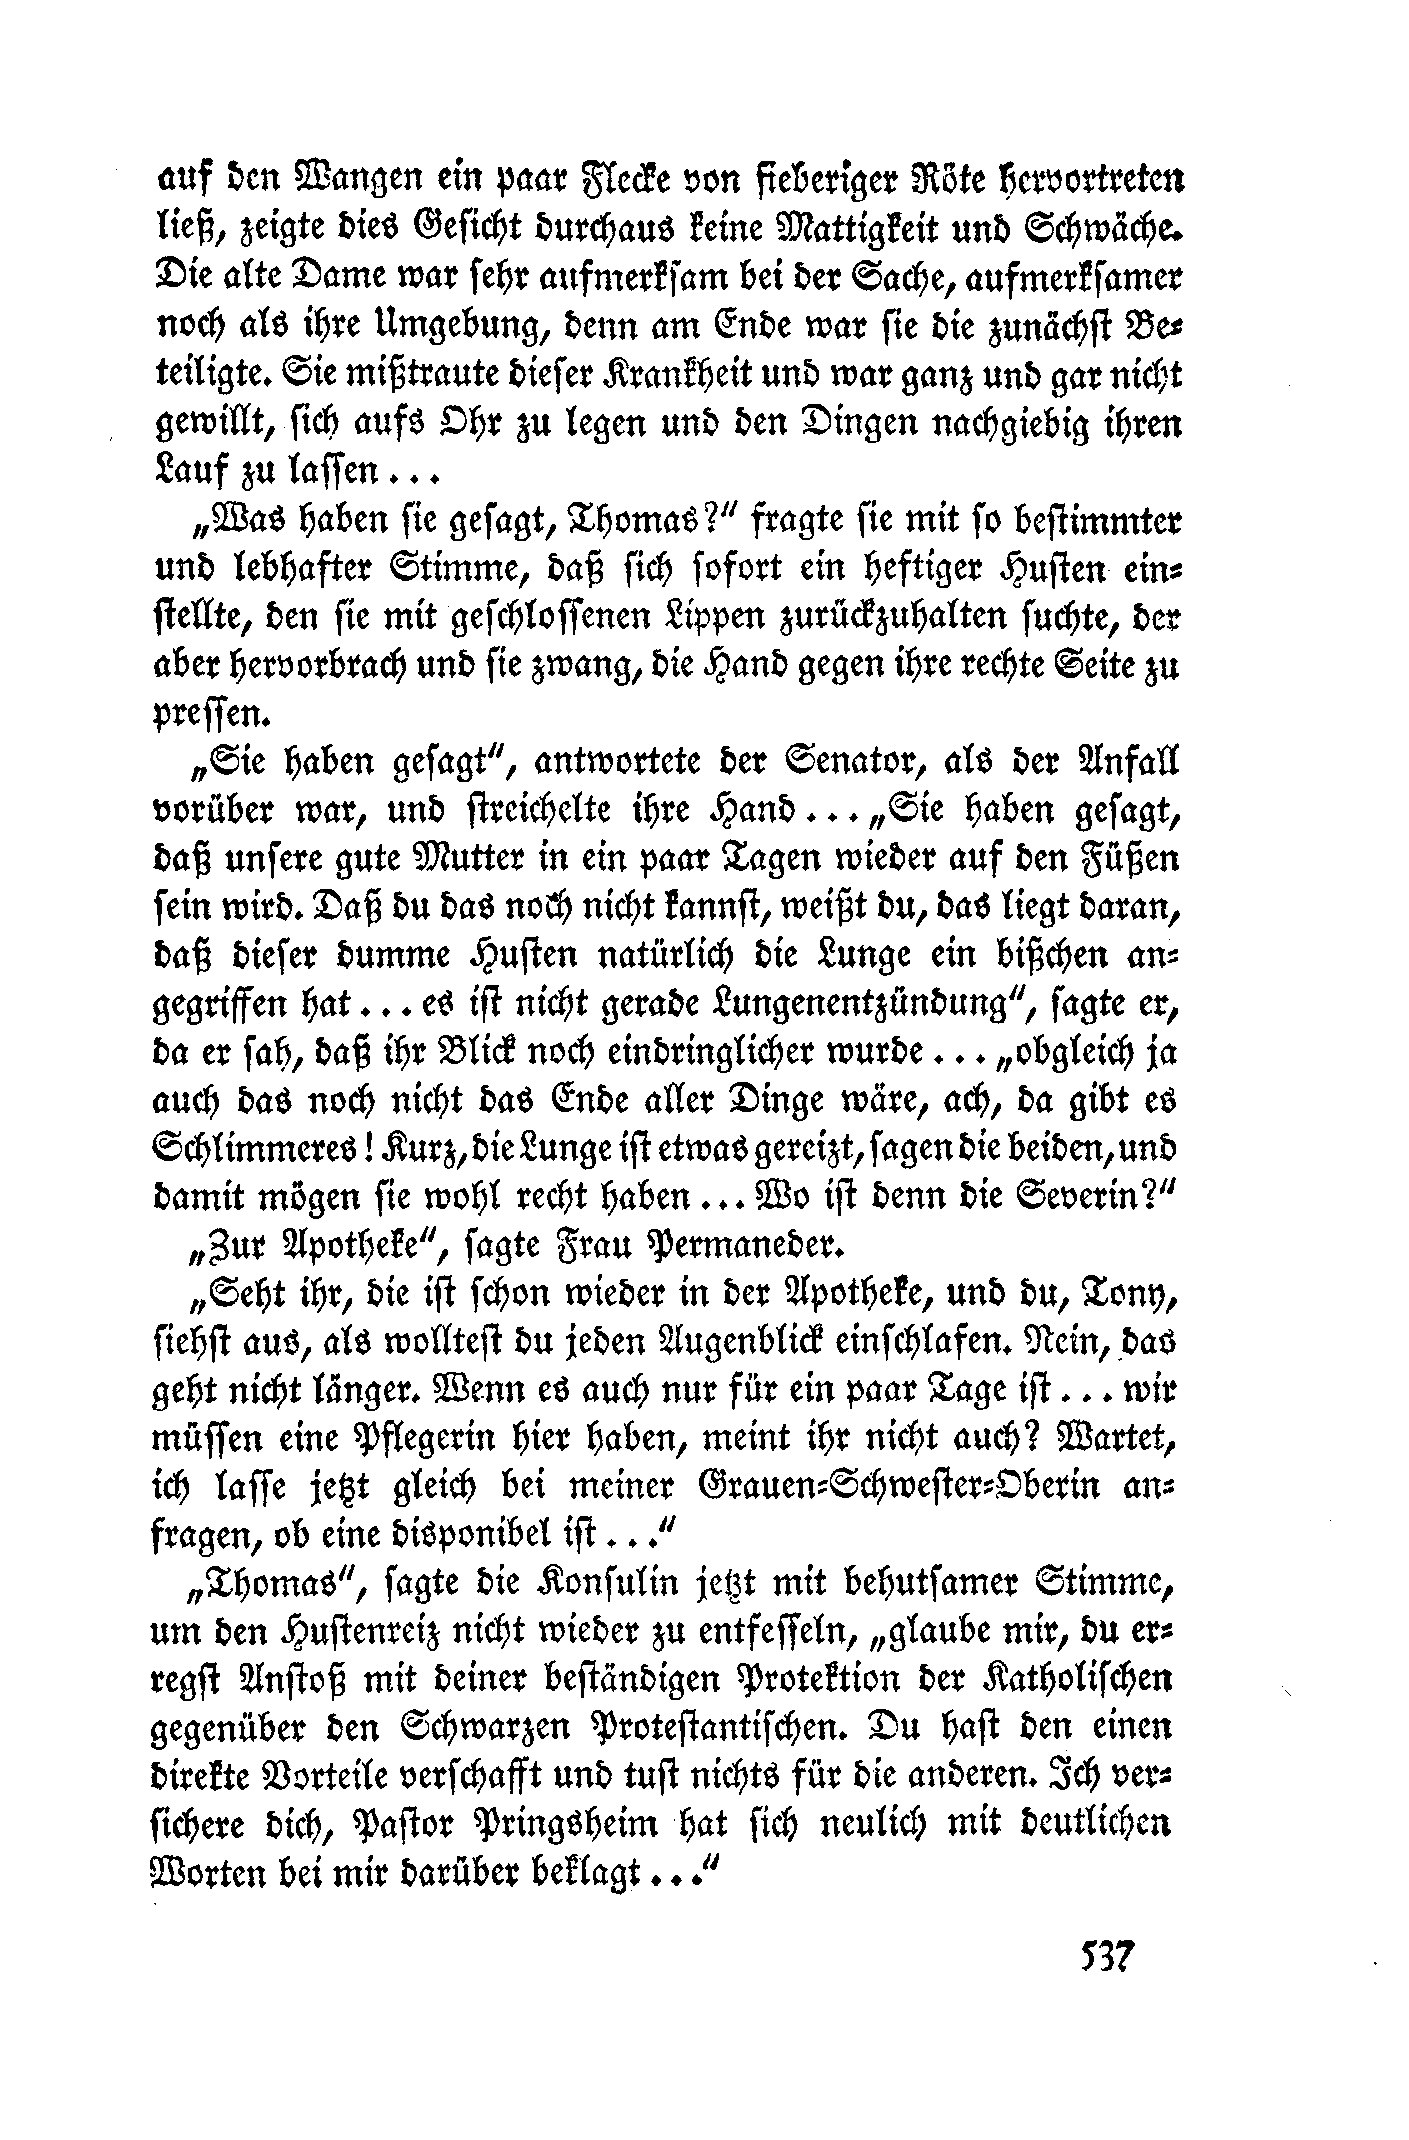 auf den Wangen ein paar Flecke von fieberiger Röte hervortreten
ließ, zeigte dies Gesicht durchaus keine Mattigkeit und Schwäche.
Die alte Dame war sehr aufmerksam bei der Sache, aufmerksamer
noch als ihre Umgebung, denn am Ende war sie die zunächst Be-
teiligte. Sie mißtraute dieser Krankheit und war ganz und gar nicht
gewillt, sich aufs Ohr zu legen und den Dingen nachgiebig ihren
Lauf zu lassen...
„Was haben sie gesagt, Thomas?“ fragte sie mit so bestimmter
und lebhafter Stimme, daß sich sofort ein heftiger Husten ein-
stellte, den sie mit geschlossenen Lippen zurückzuhalten suchte, der
aber hervorbrach und sie zwang, die Hand gegen ihre rechte Seite zu
pressen.
„Sie haben gesagt“, antwortete der Senator, als der Anfall
vorüber war, und streichelte ihre Hand... „Sie haben gesagt,
daß unsere gute Mutter in ein paar Tagen wieder auf den Füßen
sein wird. Daß du das noch nicht kannst, weißt du, das liegt daran,
daß dieser dumme Husten natürlich die Lunge ein bißchen an-
gegriffen hat... es ist nicht gerade Lungenentzündung“, sagte er,
da er sah, daß ihr Blick noch eindringlicher wurde... „obgleich ja
auch das noch nicht das Ende aller Dinge wäre, ach, da gibt es
Schlimmeres! Kurz, die Lunge ist etwas gereizt, sagen die beiden, und
damit mögen sie wohl recht haben... Wo ist denn die Severin?“
„Zur Apotheke“, sagte Frau Permaneder.
„Seht ihr, die ist schon wieder in der Apotheke, und du, Tony,
siehst aus, als wolltest du jeden Augenblick einschlafen. Nein, das
geht nicht länger. Wenn es auch nur für ein paar Tage ist... wir
müssen eine Pflegerin hier haben, meint ihr nicht auch? Wartet,
ich lasse jetzt gleich bei meiner Grauen-Schwester-Oberin an-
fragen, ob eine disponibel ist...“
„Thomas“, sagte die Konsulin jetzt mit behutsamer Stimme,
um den Hustenreiz nicht wieder zu entfesseln, „glaube mir, du er-
regst Anstoß mit deiner beständigen Protektion der Katholischen
gegenüber den Schwarzen Protestantischen. Du hast den einen
direkte Vorteile verschafft und tust nichts für die anderen. Ich ver-
sichere dich, Pastor Pringsheim hat sich neulich mit deutlichen
Worten bei mir darüber beklagt...“
537